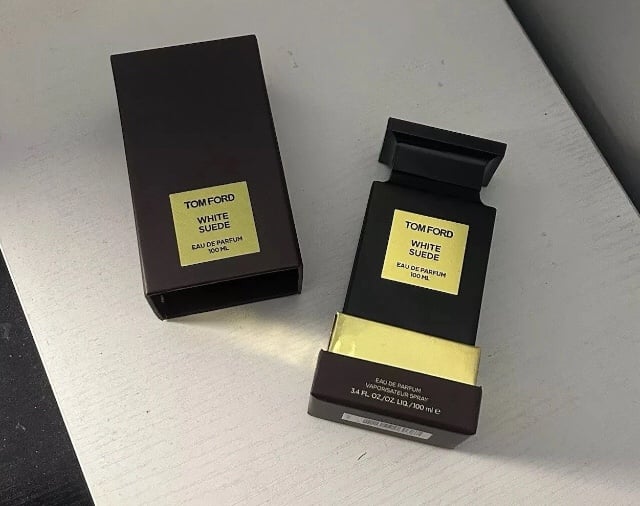 TOM FORD
WHITE
SUEDE
EAU DE PARFUM
100 ML
TOM FORD
WHITE
SUEDE
EAU DE PARFUM
100 ML
EAU DE PARFUM
VAPORISATEUR SPRAY
3.4 FL.OZ./OZ. LIQ./100 ml ℮